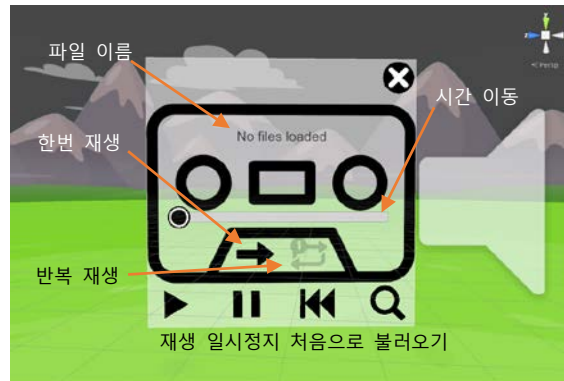 파일 이름
시간 이동
No files loaded
한번 재생
반복 재생
재생 일시정지 처음으로 불러오기
< Persp